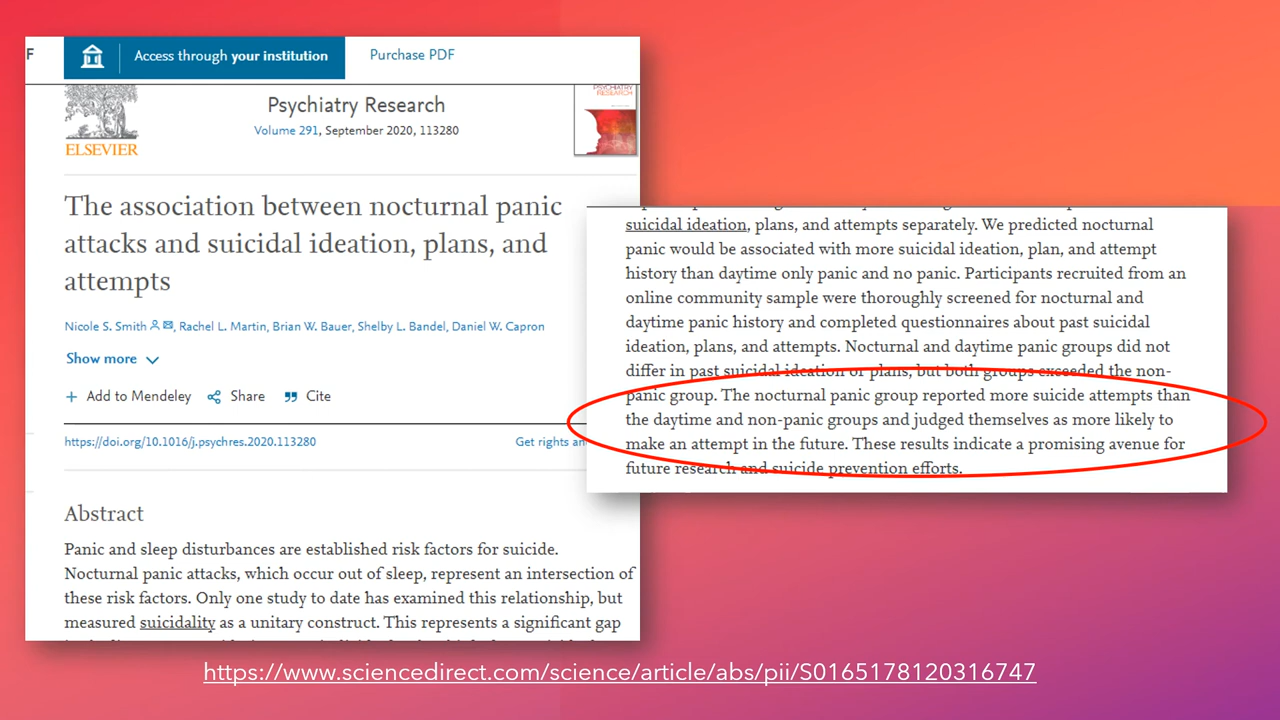 F
Access through your institution
Purchase PDF
ELSEVIER
Psychiatry Research
Volume 291, September 2020, 113280
PSYCHIATRY
RESEARCH
The association between nocturnal panic
attacks and suicidal ideation, plans, and
attempts
Nicole S. Smith, Rachel L. Martin, Brian W. Bauer, Shelby L. Bandel, Daniel W. Capron
Show more
Add to Mendeley
Share
Cite
https://doi.org/10.1016/j.psychres.2020.113280
Get rights an
Abstract
Panic and sleep disturbances are established risk factors for suicide.
Nocturnal panic attacks, which occur out of sleep, represent an intersection of
these risk factors. Only one study to date has examined this relationship, but
measured suicidality as a unitary construct. This represents a significant gap
suicidal ideation, plans, and attempts separately. We predicted nocturnal
panic would be associated with more suicidal ideation, plan, and attempt
history than daytime only panic and no panic. Participants recruited from an
online community sample were thoroughly screened for nocturnal and
daytime panic history and completed questionnaires about past suicidal
ideation, plans, and attempts. Nocturnal and daytime panic groups did not
differ in past suicidal ideation or plans, but both groups exceeded the non-
panic group. The nocturnal panic group reported more suicide attempts than
the daytime and non-panic groups and judged themselves as more likely to
make an attempt in the future. These results indicate a promising avenue for
future research and suicide prevention efforts.
https://www.sciencedirect.com/science/article/abs/pii/S0165178120316747